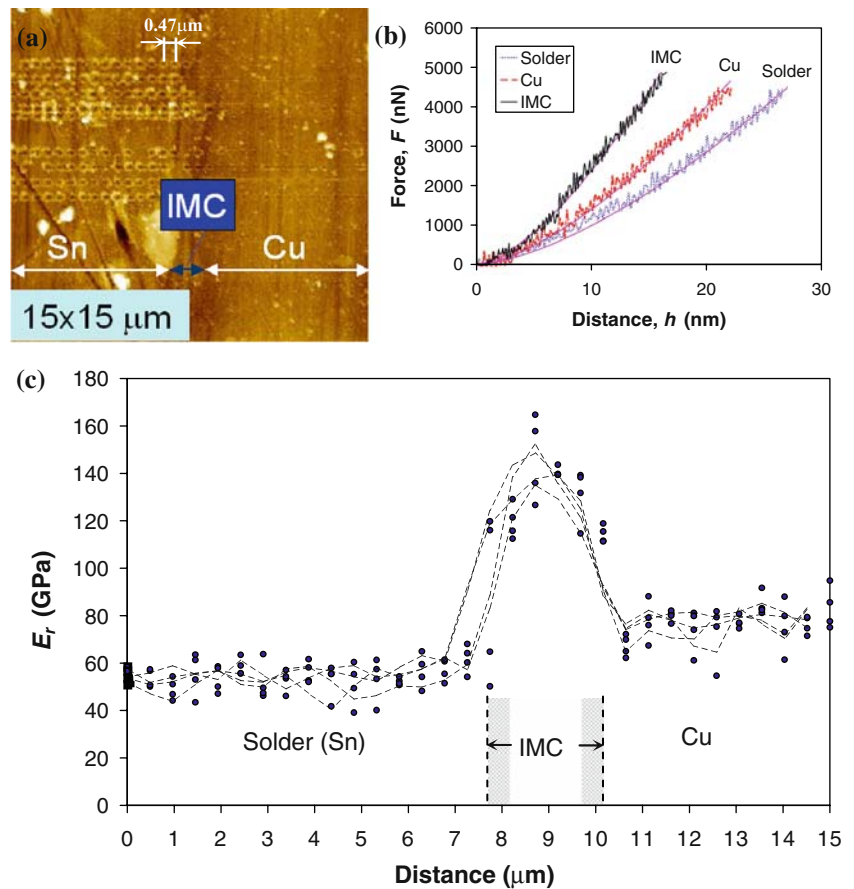 (a)
0.47μm
IMC
Sn
Cu
15x15 μm
(b)
6000
5000
4000
3000
2000
1000
0
Force, F (nN)
Solder
Cu
IMC
IMC
Cu
Solder
0 10 20 30
Distance, h (nm)
(c)
180
160
140
120
100
80
60
40
20
0
E_r (GPa)
Solder (Sn)
IMC
Cu
0 1 2 3 4 5 6 7 8 9 10 11 12 13 14 15
Distance (μm)